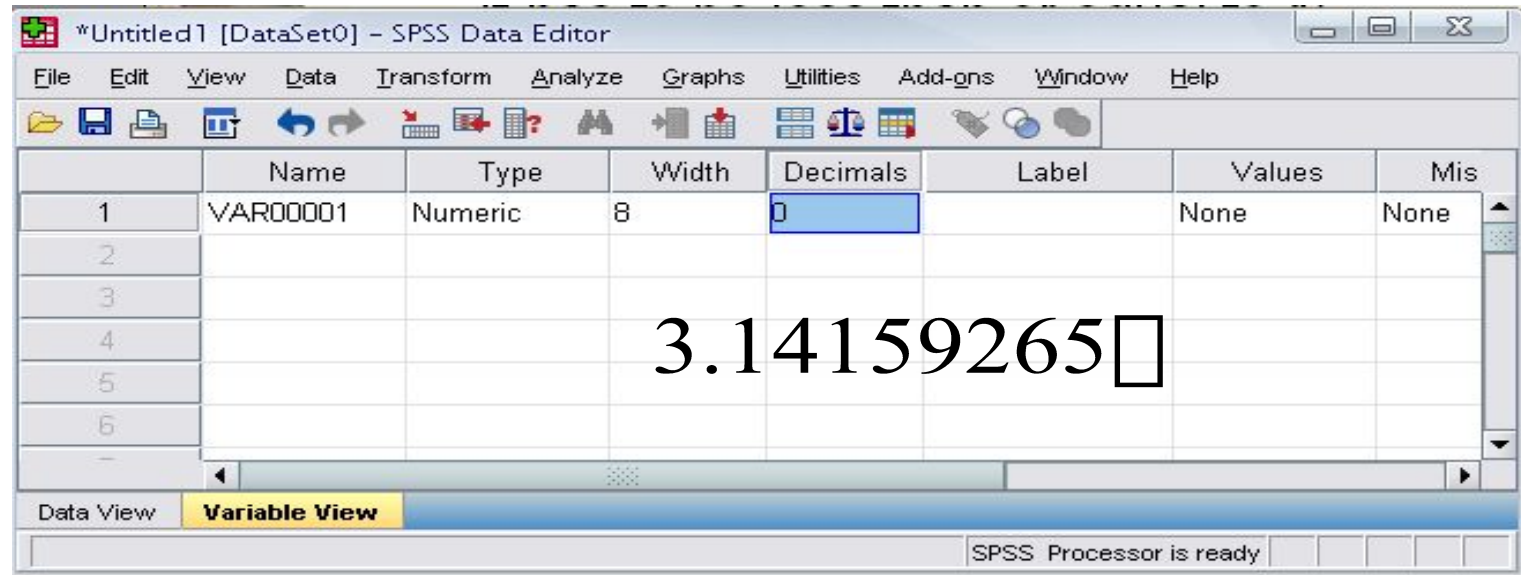 *Untitled1 [DataSet0] – SPSS Data Editor
File Edit View Data Transform Analyze Graphs Utilities Add-ons Window Help
Name Type Width Decimals Label Values Mis
1 VAR00001 Numeric 8 0 None None
2
3
4
3.14159265
5
6
Data View Variable View
SPSS Processor is ready